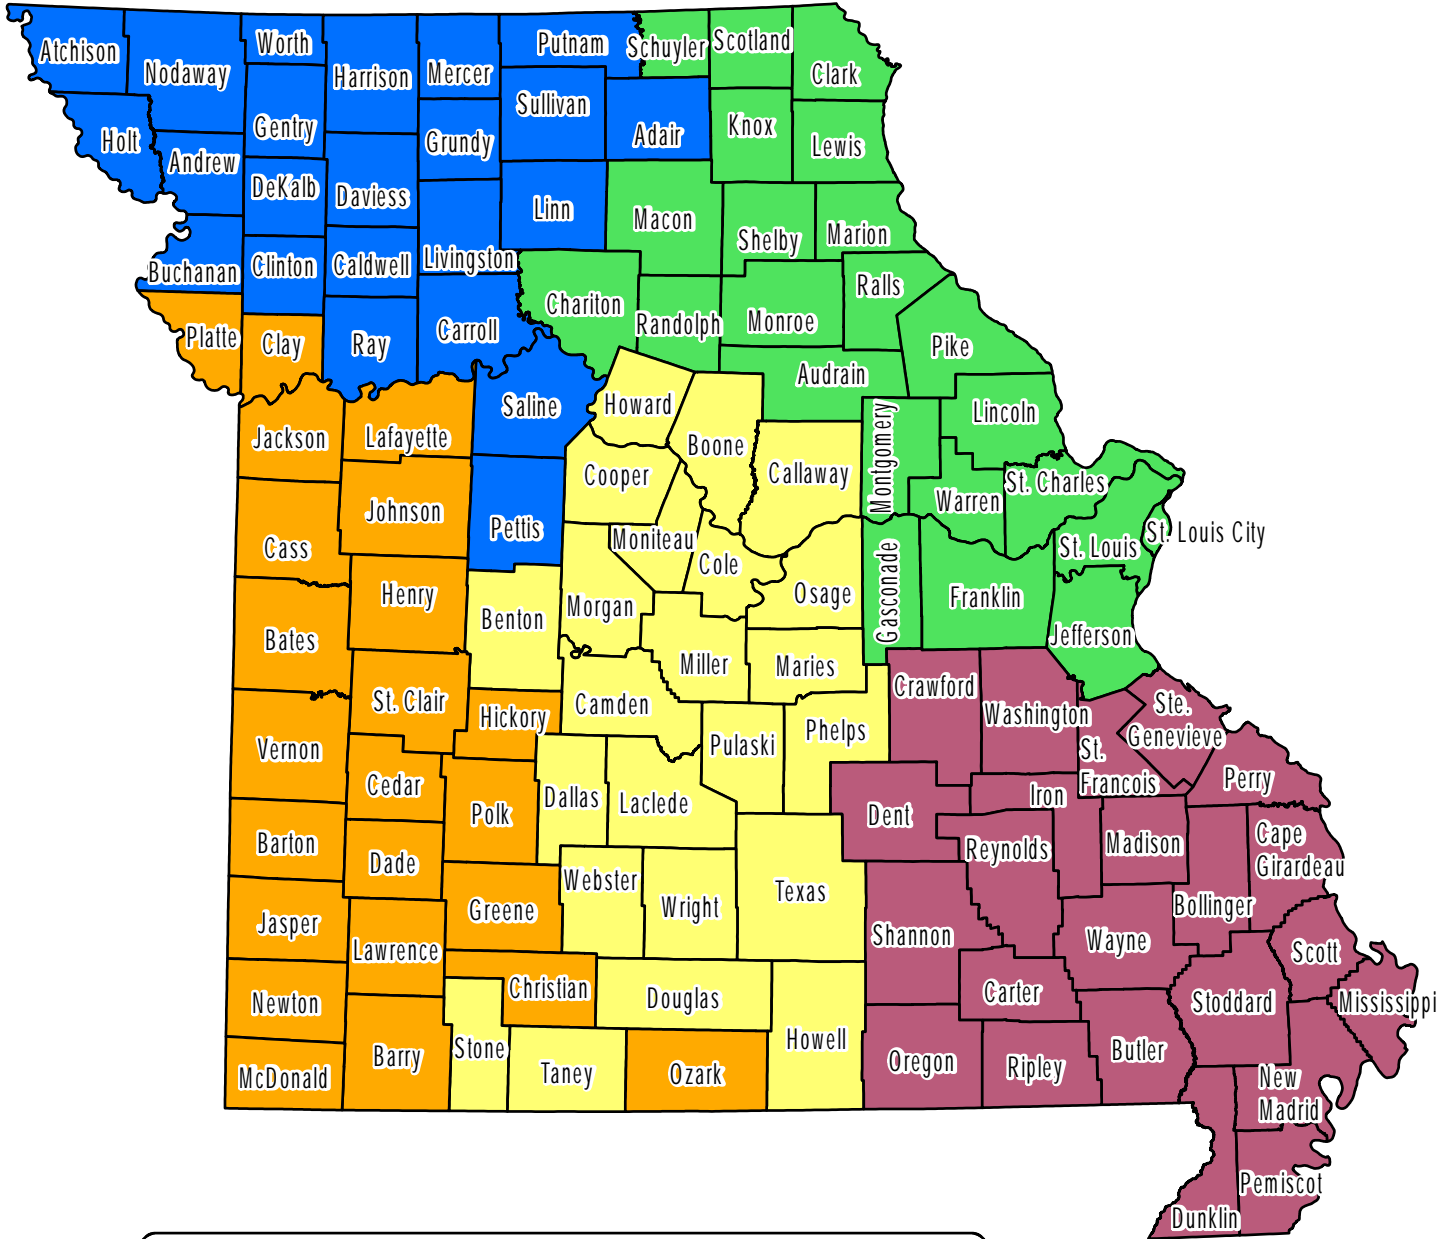 Atchison
Nodaway
Worth
Harrison
Mercer
Putnam
Schuyler
Scotland
Clark
Holt
Andrew
Gentry
DeKalb
Daviess
Grundy
Sullivan
Adair
Knox
Lewis
Linn
Macon
Shelby
Marion
Buchanan
Clinton
Caldwell
Livingston
Chariton
Randolph
Monroe
Ralls
Pike
Platte
Clay
Ray
Carroll
Audrain
Saline
Howard
Boone
Callaway
Montgomery
Lincoln
Jackson
Lafayette
Cooper
Warren
St. Charles
Johnson
Pettis
Moniteau
Cole
Osage
Gasconade
Franklin
St. Louis
St. Louis City
Cass
Henry
Benton
Morgan
Miller
Maries
Jefferson
Bates
St. Clair
Hickory
Camden
Pulaski
Phelps
Crawford
Washington
St.
Francois
Ste.
Genevieve
Perry
Vernon
Cedar
Polk
Dallas
Laclede
Dent
Iron
Reynolds
Madison
Cape
Girardeau
Barton
Dade
Greene
Webster
Wright
Texas
Shannon
Wayne
Bollinger
Scott
Jasper
Lawrence
Christian
Douglas
Howell
Carter
Stoddard
Mississippi
Newton
Barry
Stone
Taney
Ozark
Oregon
Ripley
Butler
New
Madrid
McDonald
Pemiscot
Dunklin